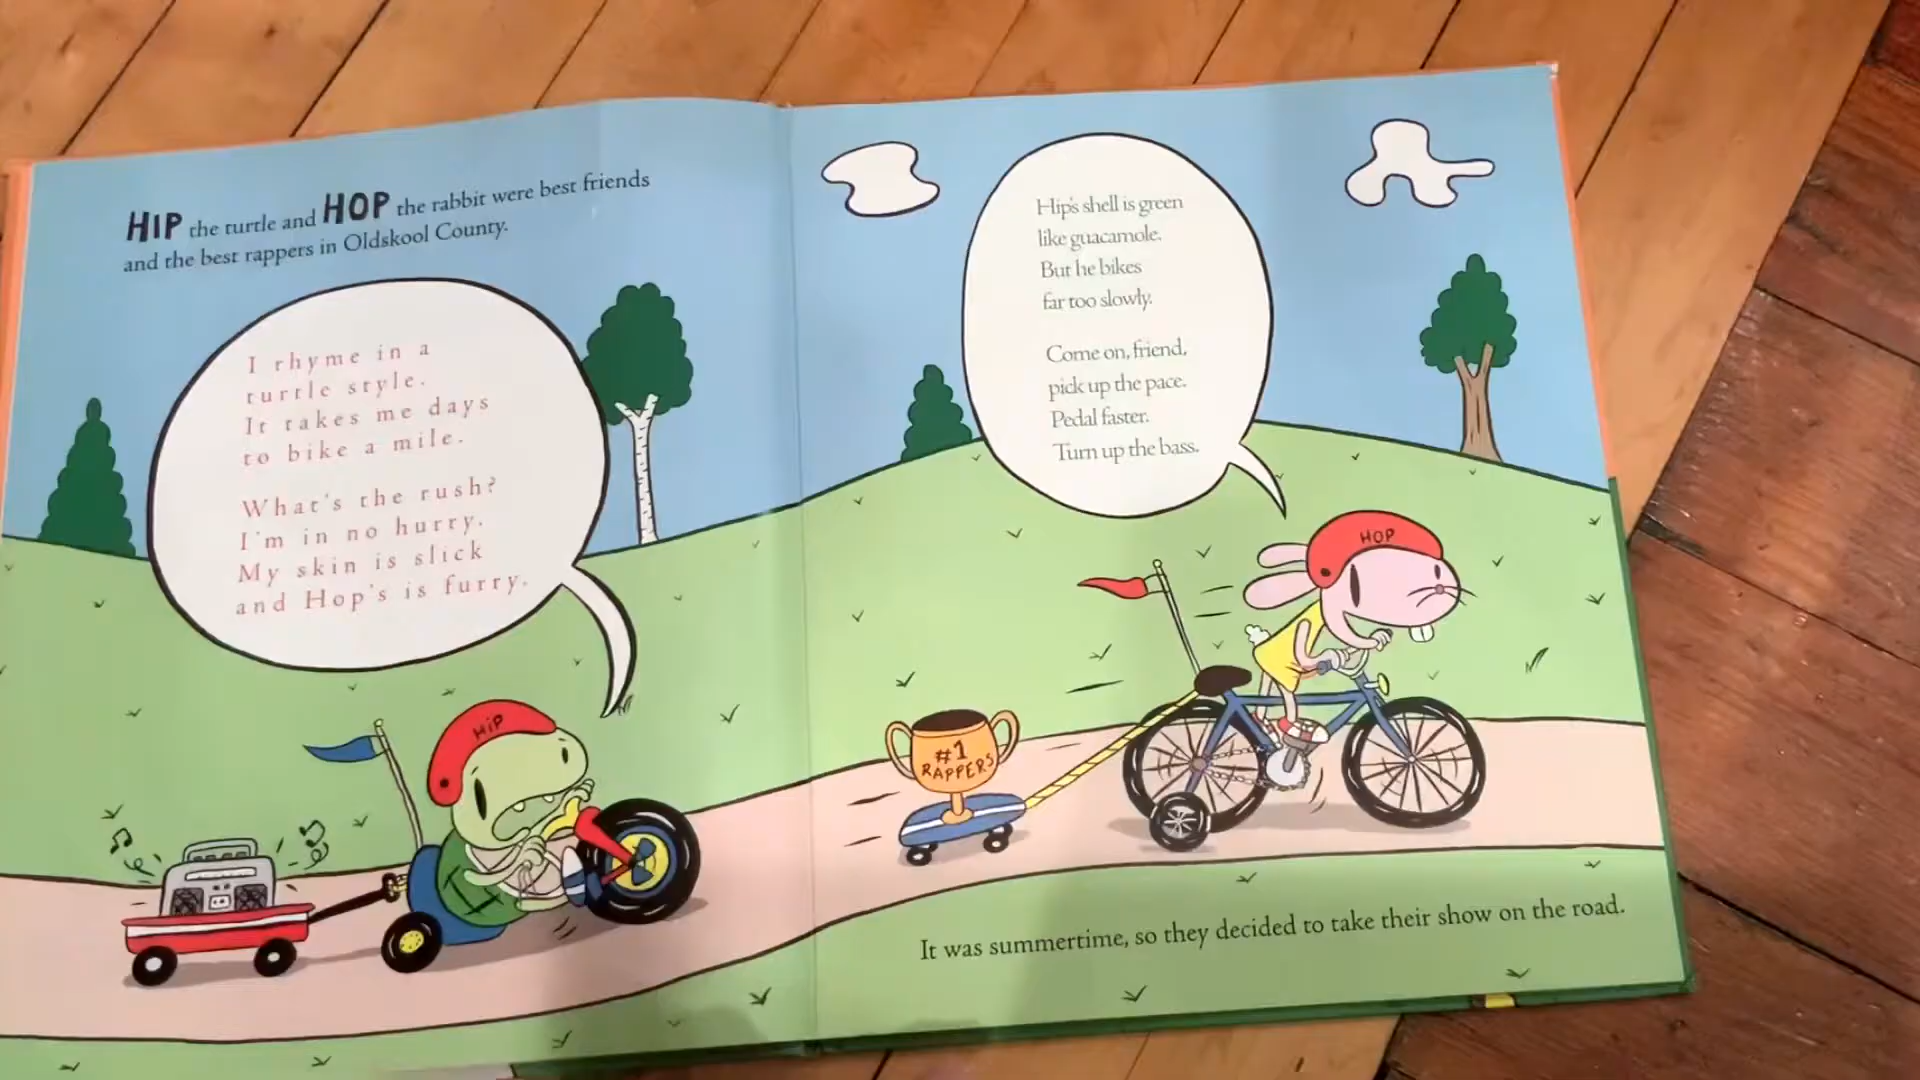 HIP the turtle and HOP the rabbit were best friends
and the best rappers in Oldskool County.
I rhyme in a
turtle style.
It takes me days
to bike a mile.
What's the rush?
I'm in no hurry.
My skin is slick
and Hop's is furry.
HIP
Hip's shell is green
like guacamole.
But he bikes
far too slowly.
Come on, friend,
pick up the pace.
Pedal faster.
Turn up the bass.
HOP
#1
RAPPERS
It was summertime, so they decided to take their show on the road.